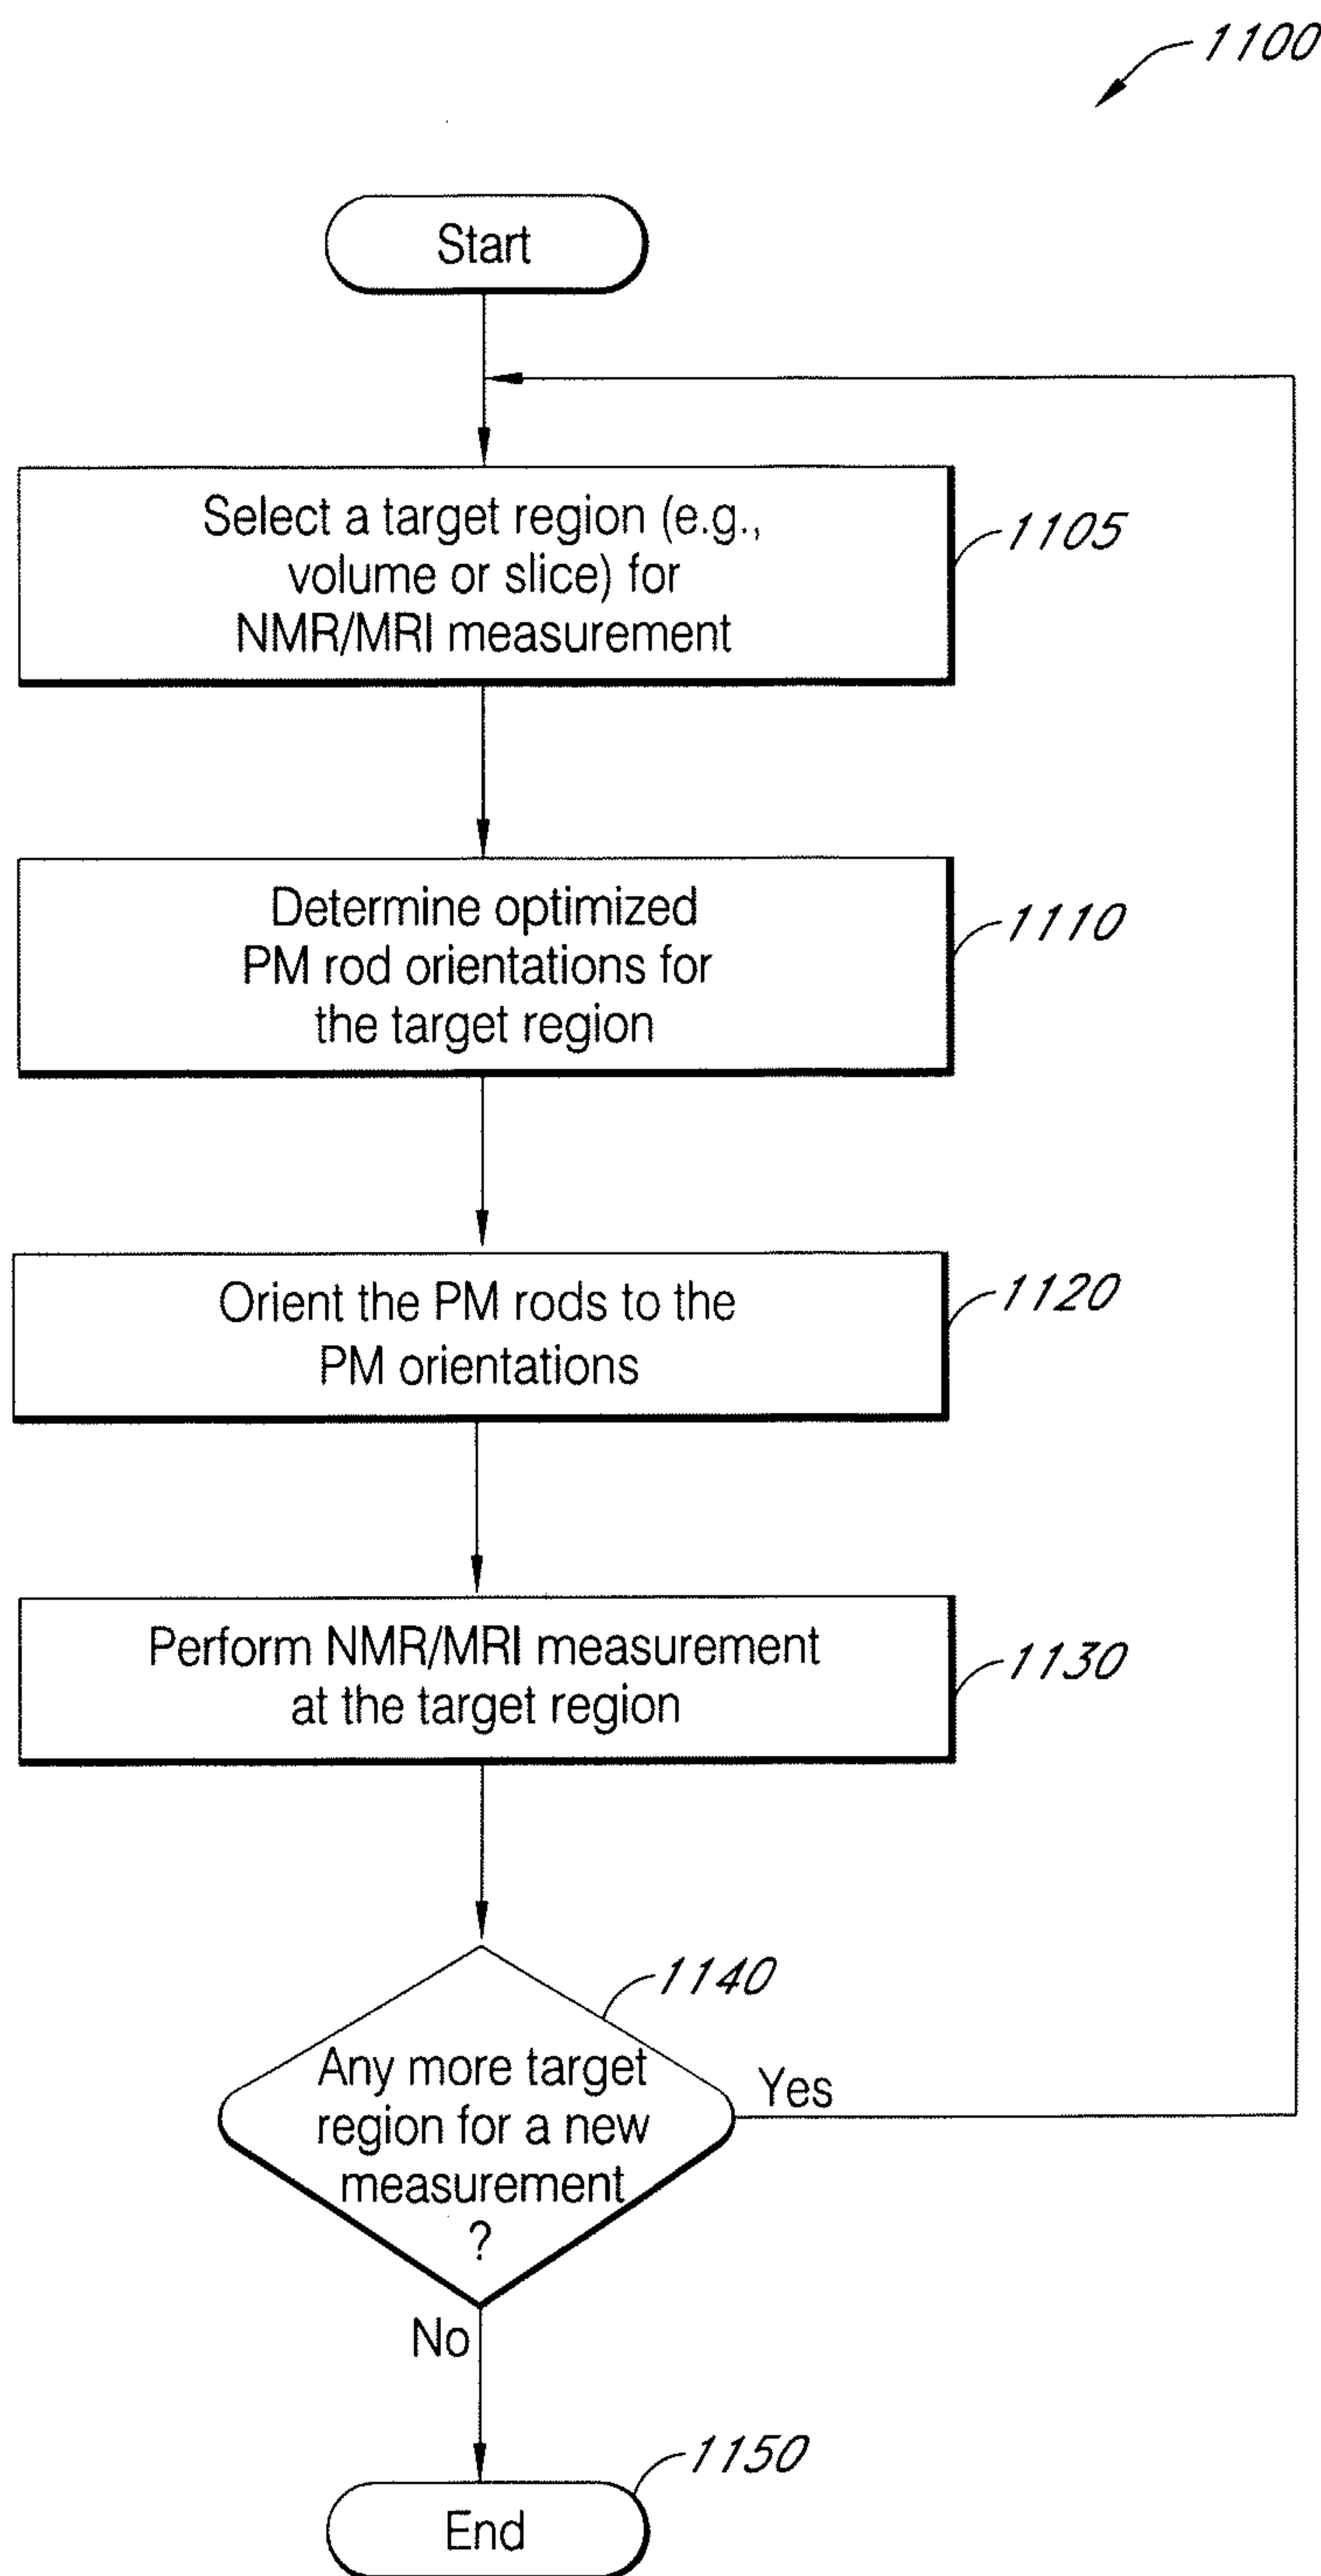 1100
Start
Select a target region (e.g.,
volume or slice) for
NMR/MRI measurement
1105
Determine optimized
PM rod orientations for
the target region
1110
Orient the PM rods to the
PM orientations
1120
Perform NMR/MRI measurement
at the target region
1130
1140
Any more target
region for a new
measurement
?
Yes
No
1150
End